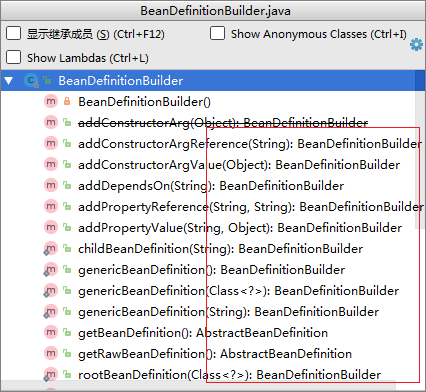 BeanDefinitionBuilder.java
显示继承成员 (S) (Ctrl+F12) Show Anonymous Classes (Ctrl+I)
Show Lambdas (Ctrl+L)
BeanDefinitionBuilder
BeanDefinitionBuilder()
addConstructorArg(Object): BeanDefinitionBuilder
addConstructorArgReference(String): BeanDefinitionBuilder
addConstructorArgValue(Object): BeanDefinitionBuilder
addDependsOn(String): BeanDefinitionBuilder
addPropertyReference(String, String): BeanDefinitionBuilder
addPropertyValue(String, Object): BeanDefinitionBuilder
childBeanDefinition(String): BeanDefinitionBuilder
genericBeanDefinition(): BeanDefinitionBuilder
genericBeanDefinition(Class<?>): BeanDefinitionBuilder
genericBeanDefinition(String): BeanDefinitionBuilder
getBeanDefinition(): AbstractBeanDefinition
getRawBeanDefinition(): AbstractBeanDefinition
rootBeanDefinition(Class<?>): BeanDefinitionBuilder